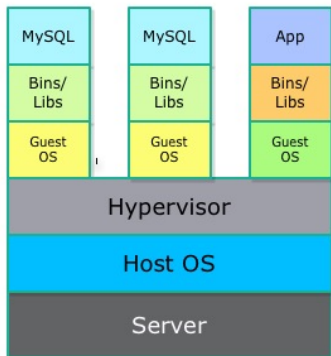 MySQL
MySQL
App
Bins/
Libs
Bins/
Libs
Bins/
Libs
Guest
OS
Guest
OS
Guest
OS
Hypervisor
Host OS
Server